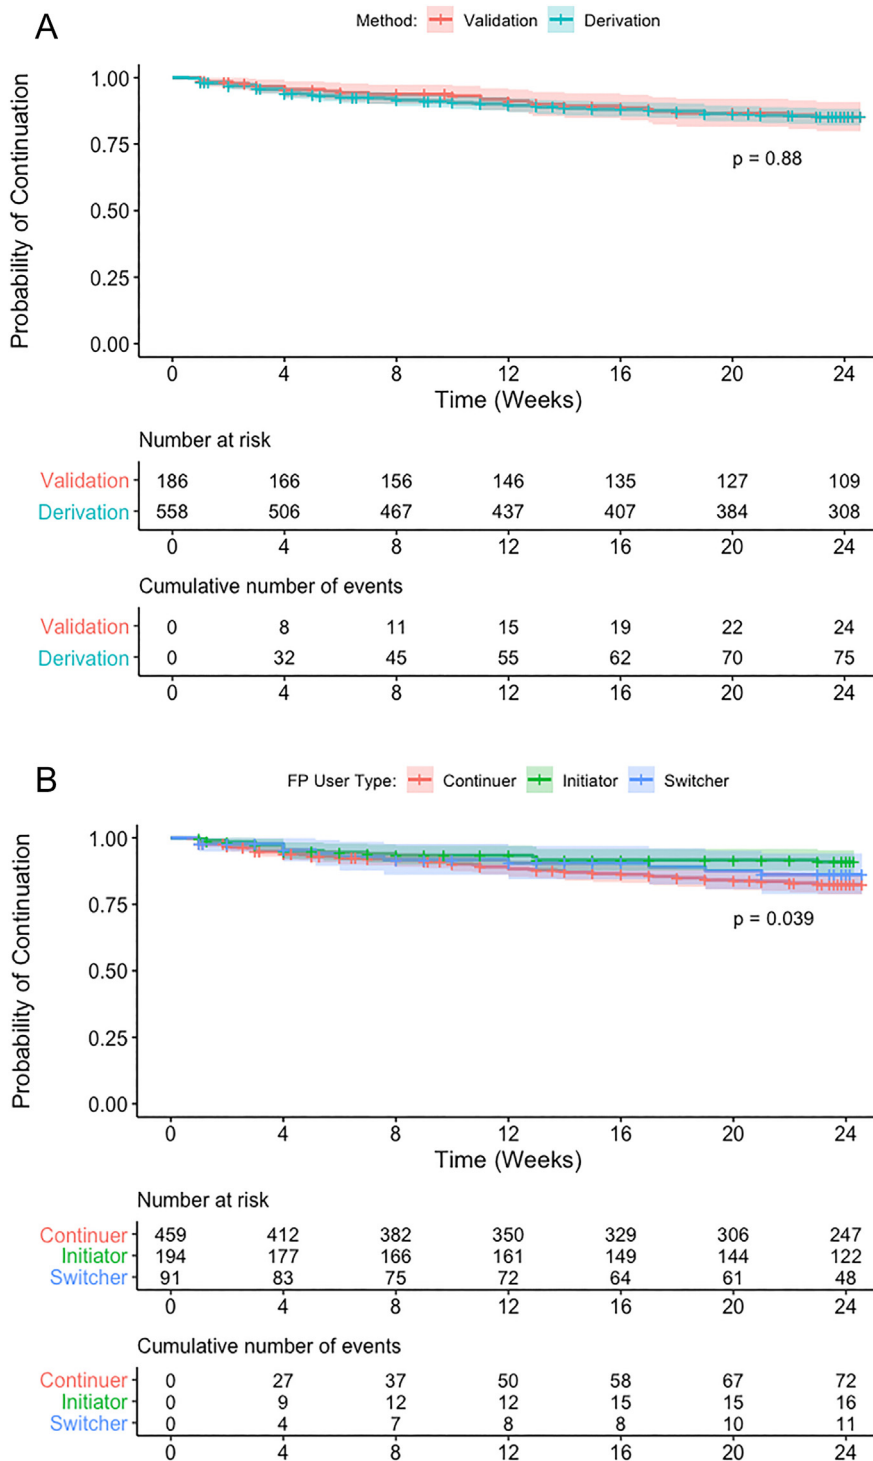 A
Method: Validation Derivation
Probability of Continuation
1.00
0.75
0.50
0.25
0.00
p = 0.88
0 4 8 12 16 20 24
Time (Weeks)
Number at risk
Validation 186 166 156 146 135 127 109
Derivation 558 506 467 437 407 384 308
0 4 8 12 16 20 24
Cumulative number of events
Validation 0 8 11 15 19 22 24
Derivation 0 32 45 55 62 70 75
0 4 8 12 16 20 24
B
FP User Type: Continuer Initiator Switcher
Probability of Continuation
1.00
0.75
0.50
0.25
0.00
p = 0.039
0 4 8 12 16 20 24
Time (Weeks)
Number at risk
Continuer 459 412 382 350 329 306 247
Initiator 194 177 166 161 149 144 122
Switcher 91 83 75 72 64 61 48
0 4 8 12 16 20 24
Cumulative number of events
Continuer 0 27 37 50 58 67 72
Initiator 0 9 12 12 15 15 16
Switcher 0 4 7 8 8 10 11
0 4 8 12 16 20 24